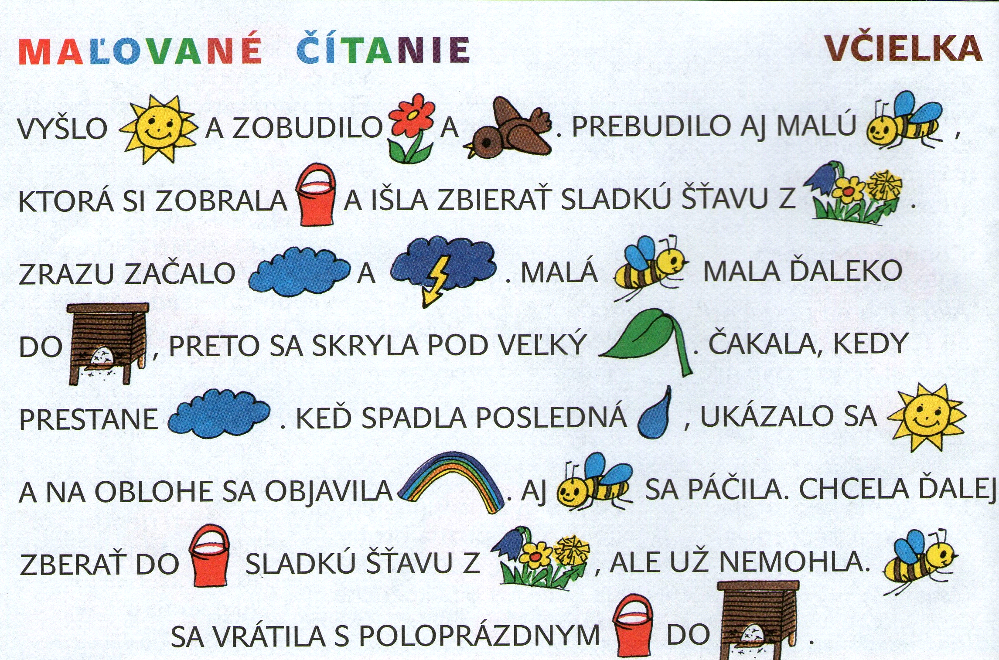 MAĽOVANÉ ČÍTANIE VČIELKA
VYŠLO A ZOBUDILO A . PREBUDILO AJ MALÚ ,
KTORÁ SI ZOBRALA A IŠLA ZBIERAŤ SLADKÚ ŠŤAVU Z .
ZRAZU ZAČALO A . MALÁ MALA ĎALEKO
DO , PRETO SA SKRYLA POD VEĽKÝ . ČAKALA, KEDY
PRESTANE . KEĎ SPADLA POSLEDNÁ , UKÁZALO SA
A NA OBLOHE SA OBJAVILA . AJ SA PÁČILA. CHCELA ĎALEJ
ZBERAŤ DO SLADKÚ ŠŤAVU Z , ALE UŽ NEMOHLA.
SA VRÁTILA S POLOPRÁZDNYM DO .